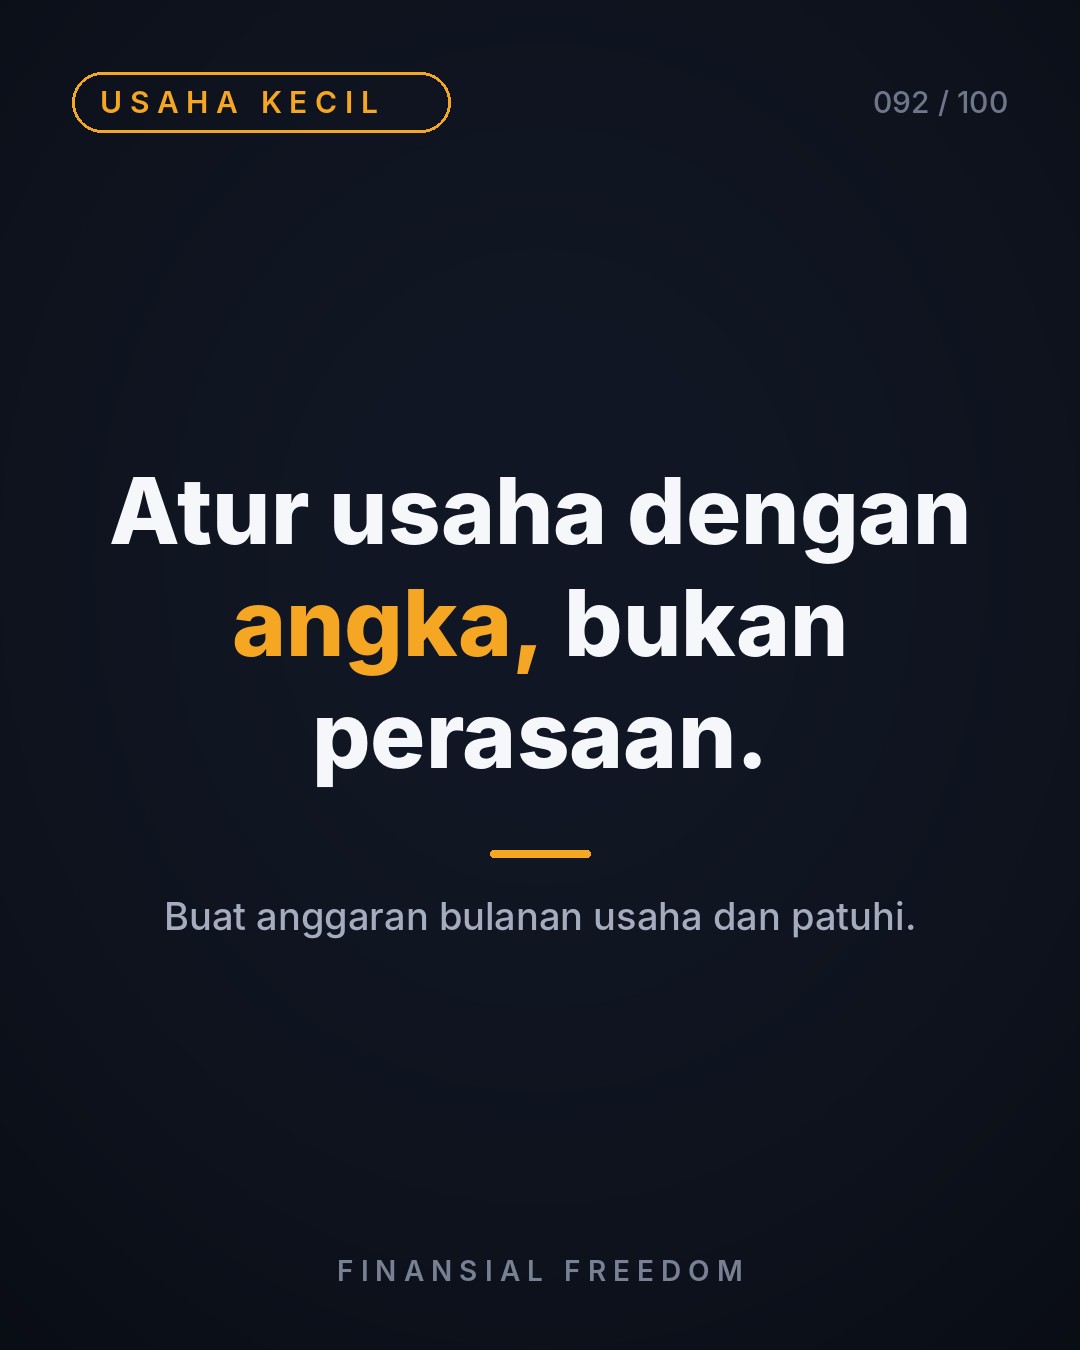 USAHA KECIL
092 / 100
Atur usaha dengan
angka, bukan
perasaan.
Buat anggaran bulanan usaha dan patuhi.
FINANSIAL FREEDOM